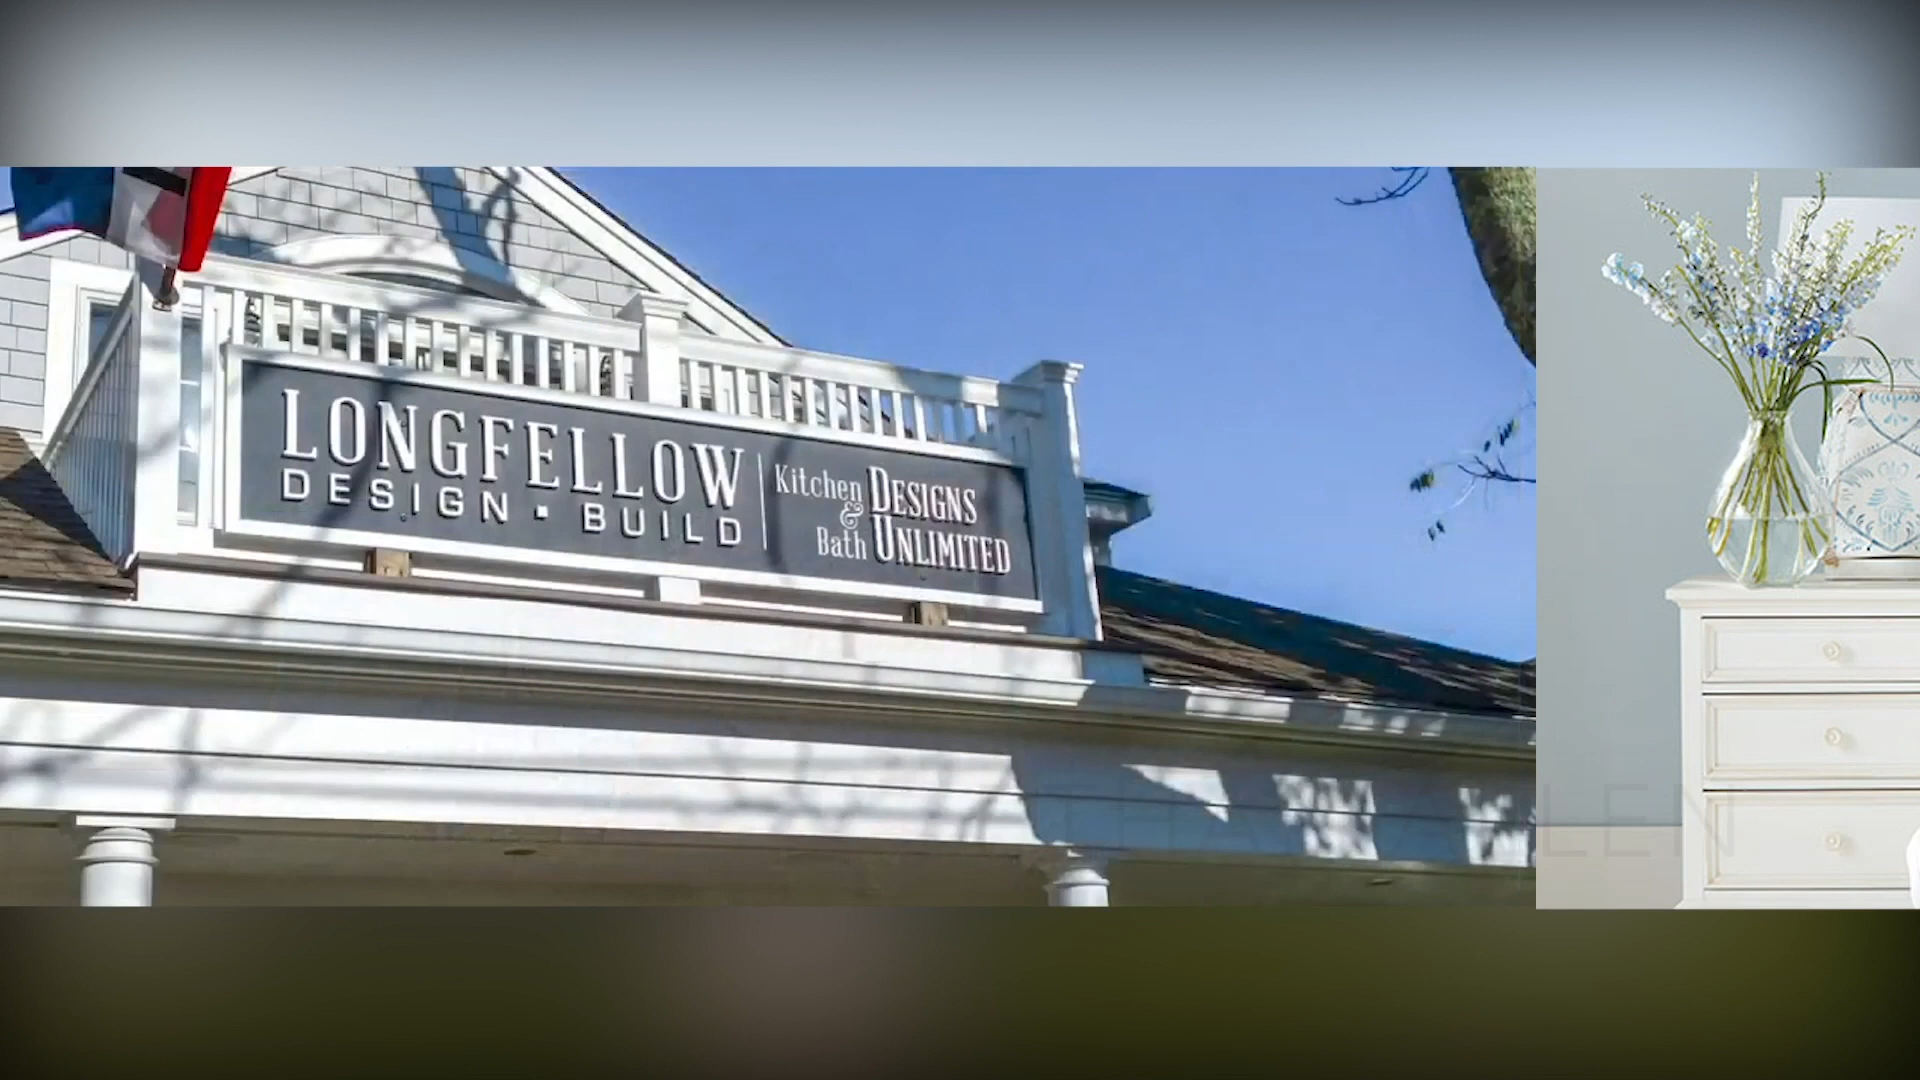 LONGFELLOW
DESIGN ▪ BUILD
Kitchen & Bath
DESIGNS UNLIMITED